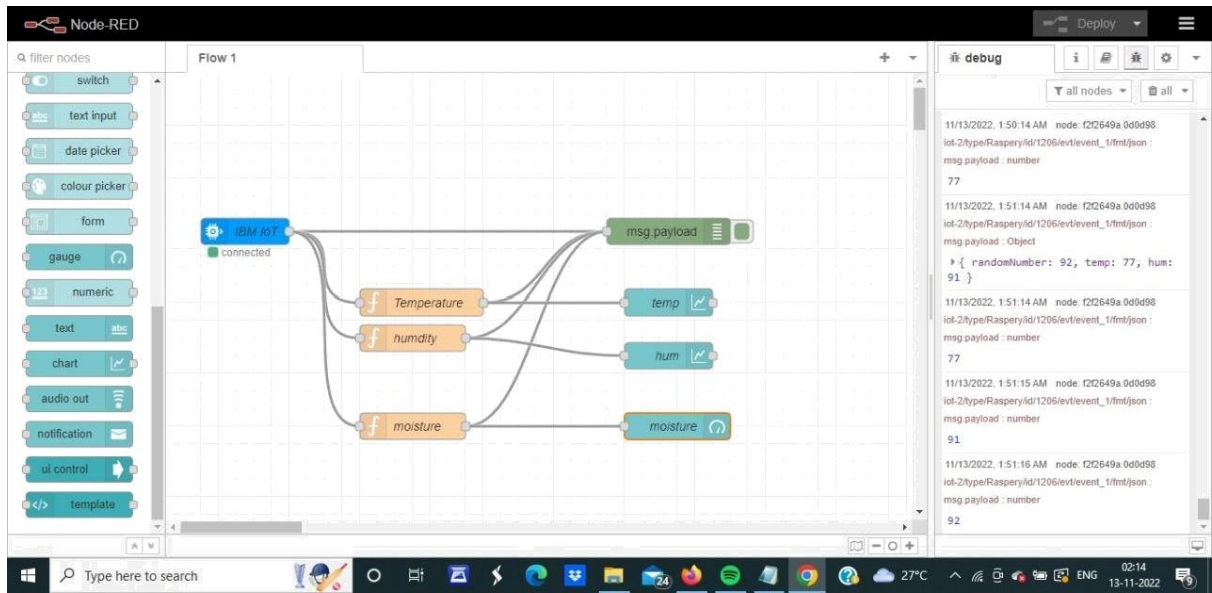 Node-RED
Deploy
filter nodes
Flow 1
debug
all nodes
all
switch
abc text input
date picker
colour picker
form
gauge
123 numeric
text abc
chart
audio out
notification
ui control
</> template
IBM IoT
connected
Temperature
humdity
moisture
msg.payload
temp
hum
moisture
11/13/2022, 1:50:14 AM node: f2f2649a.0d0d98
iot-2/type/Raspery/id/1206/evt/event_1/fmt/json :
msg.payload : number
77
11/13/2022, 1:51:14 AM node: f2f2649a.0d0d98
iot-2/type/Raspery/id/1206/evt/event_1/fmt/json :
msg.payload : Object
{ randomNumber: 92, temp: 77, hum:
91 }
11/13/2022, 1:51:14 AM node: f2f2649a.0d0d98
iot-2/type/Raspery/id/1206/evt/event_1/fmt/json :
msg.payload : number
77
11/13/2022, 1:51:15 AM node: f2f2649a.0d0d98
iot-2/type/Raspery/id/1206/evt/event_1/fmt/json :
msg.payload : number
91
11/13/2022, 1:51:16 AM node: f2f2649a.0d0d98
iot-2/type/Raspery/id/1206/evt/event_1/fmt/json :
msg.payload : number
92
Type here to search
24
27°C
ENG
02:14
13-11-2022
9